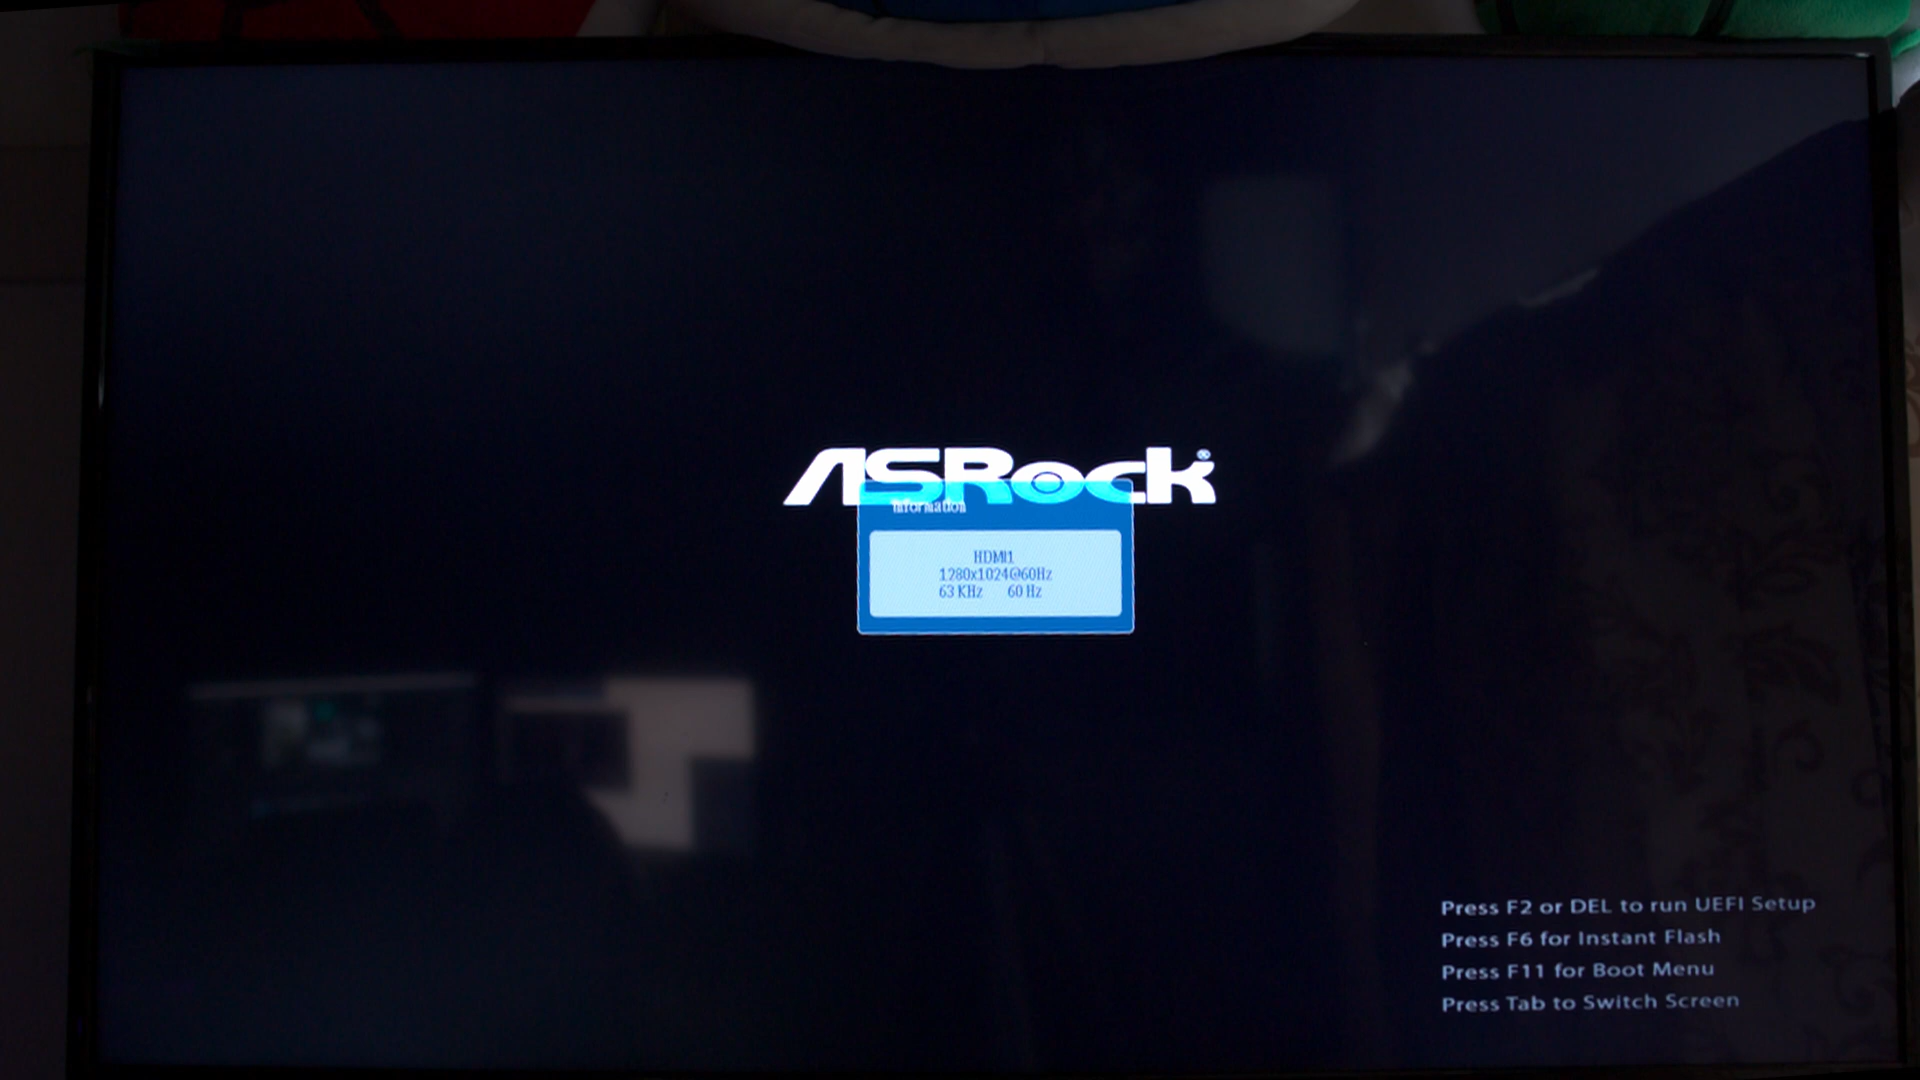 ASRock®
Information
HDMI1
1280x1024@60Hz
63 KHz 60 Hz
Press F2 or DEL to run UEFI Setup
Press F6 for Instant Flash
Press F11 for Boot Menu
Press Tab to Switch Screen